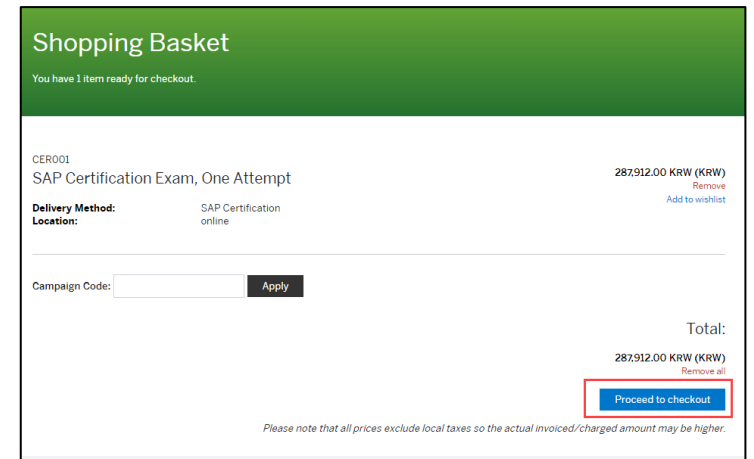 Shopping Basket
You have 1 item ready for checkout.
CER001
SAP Certification Exam, One Attempt
287,912.00 KRW (KRW)
Remove
Add to wishlist
Delivery Method: SAP Certification
Location: online
Campaign Code: Apply
Total:
287,912.00 KRW (KRW)
Remove all
Proceed to checkout
Please note that all prices exclude local taxes so the actual invoiced/charged amount may be higher.